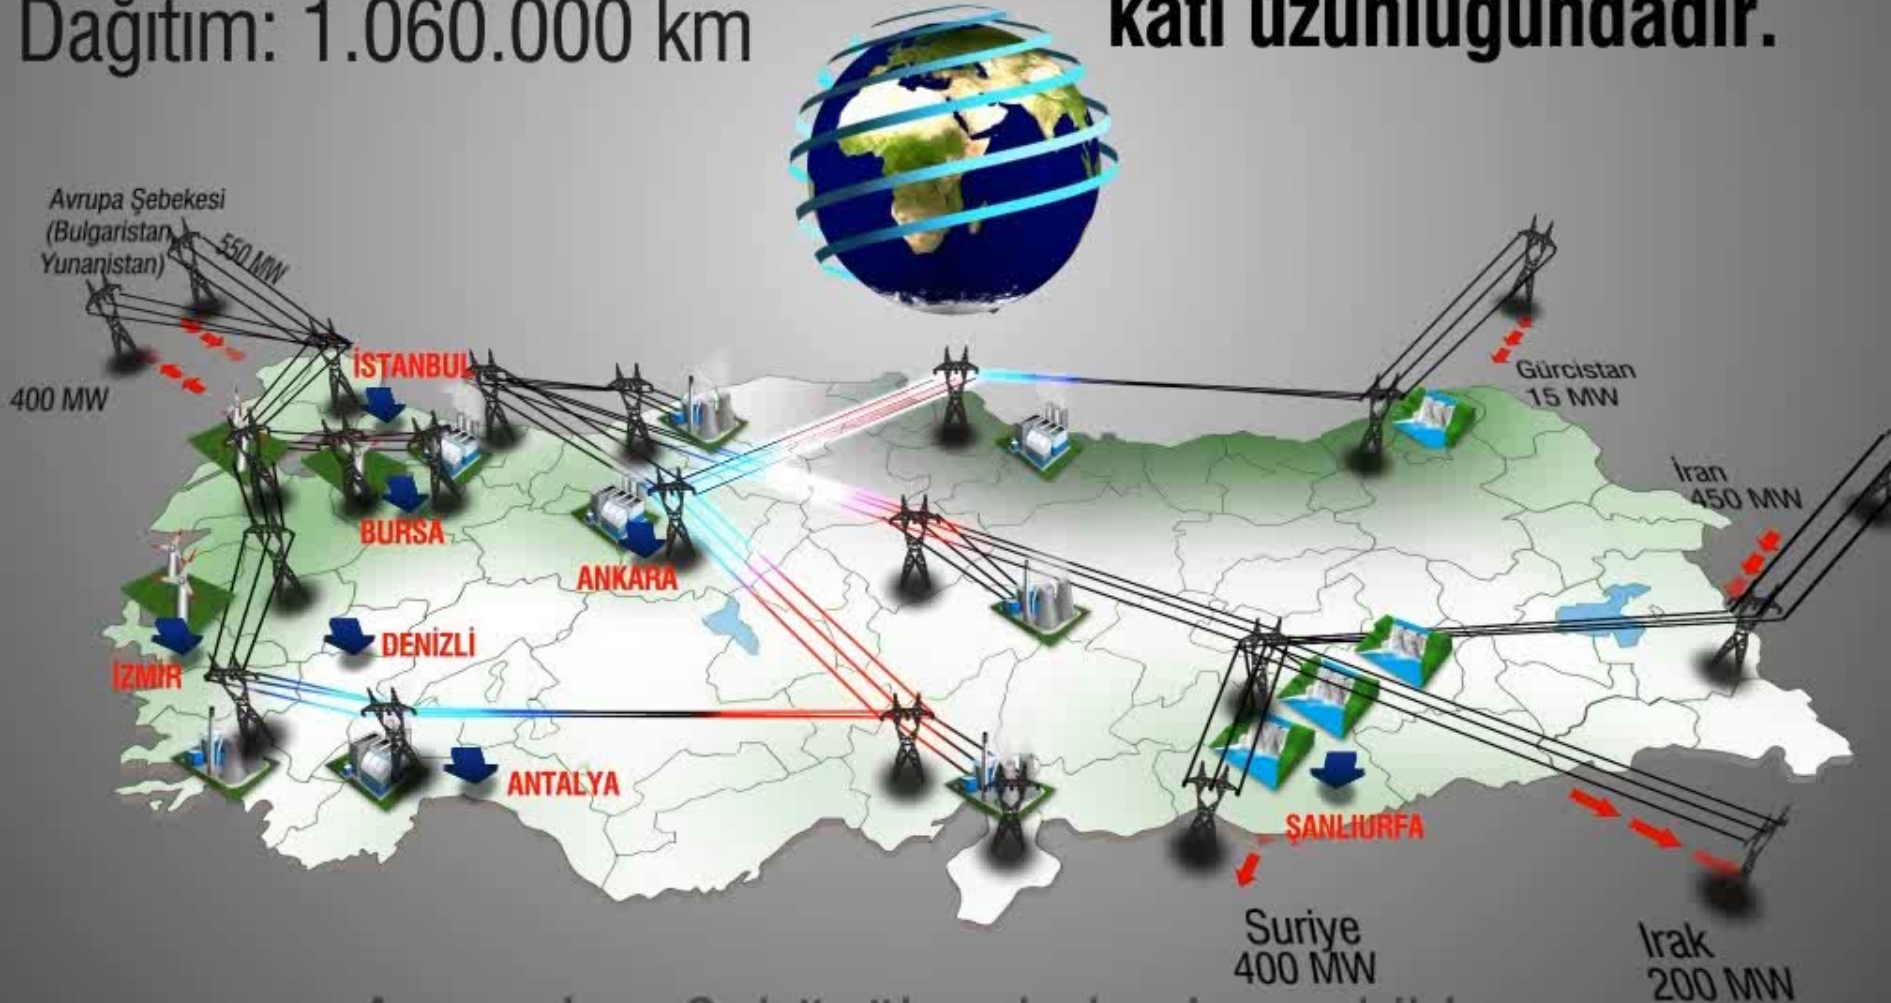 Dağıtım: 1.060.000 km
katı uzunluğundadır.
Avrupa Şebekesi
(Bulgaristan
Yunanistan)
550 MW
400 MW
İSTANBUL
BURSA
ANKARA
DENİZLİ
İZMİR
ANTALYA
ŞANLIURFA
Gürcistan
15 MW
İran
450 MW
Suriye
400 MW
Irak
200 MW